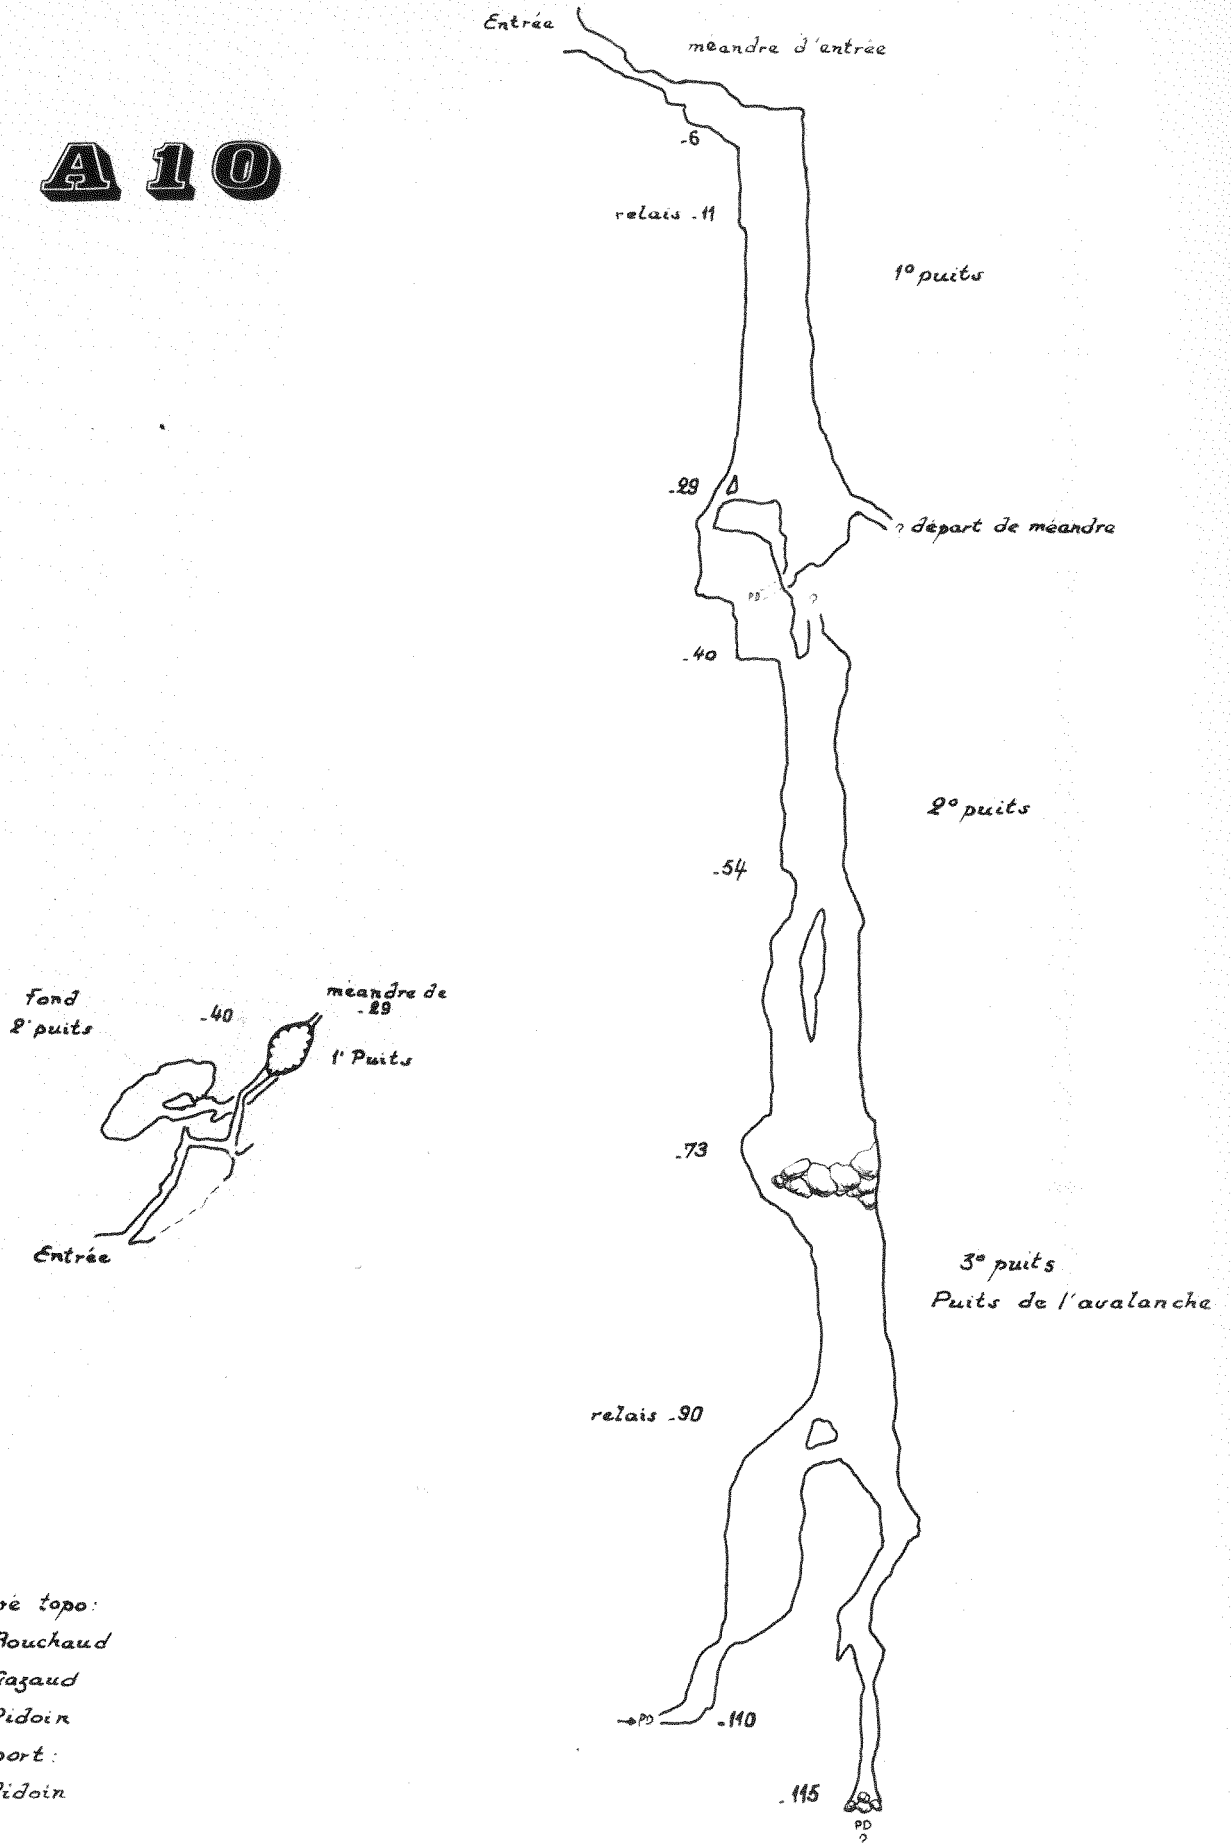 Entrée
méandre d'entrée
A 10
-6
relais -11
1° puits
-29
? départ de méandre
PD ?
-40
2° puits
-54
Fond
2° puits
-40
méandre de
-29
1° Puits
Entrée
-73
3° puits
Puits de l'avalanche
relais -90
topo:
Bouchaud
Pidoin
port:
Pidoin
→PD
-110
-115
PD
?